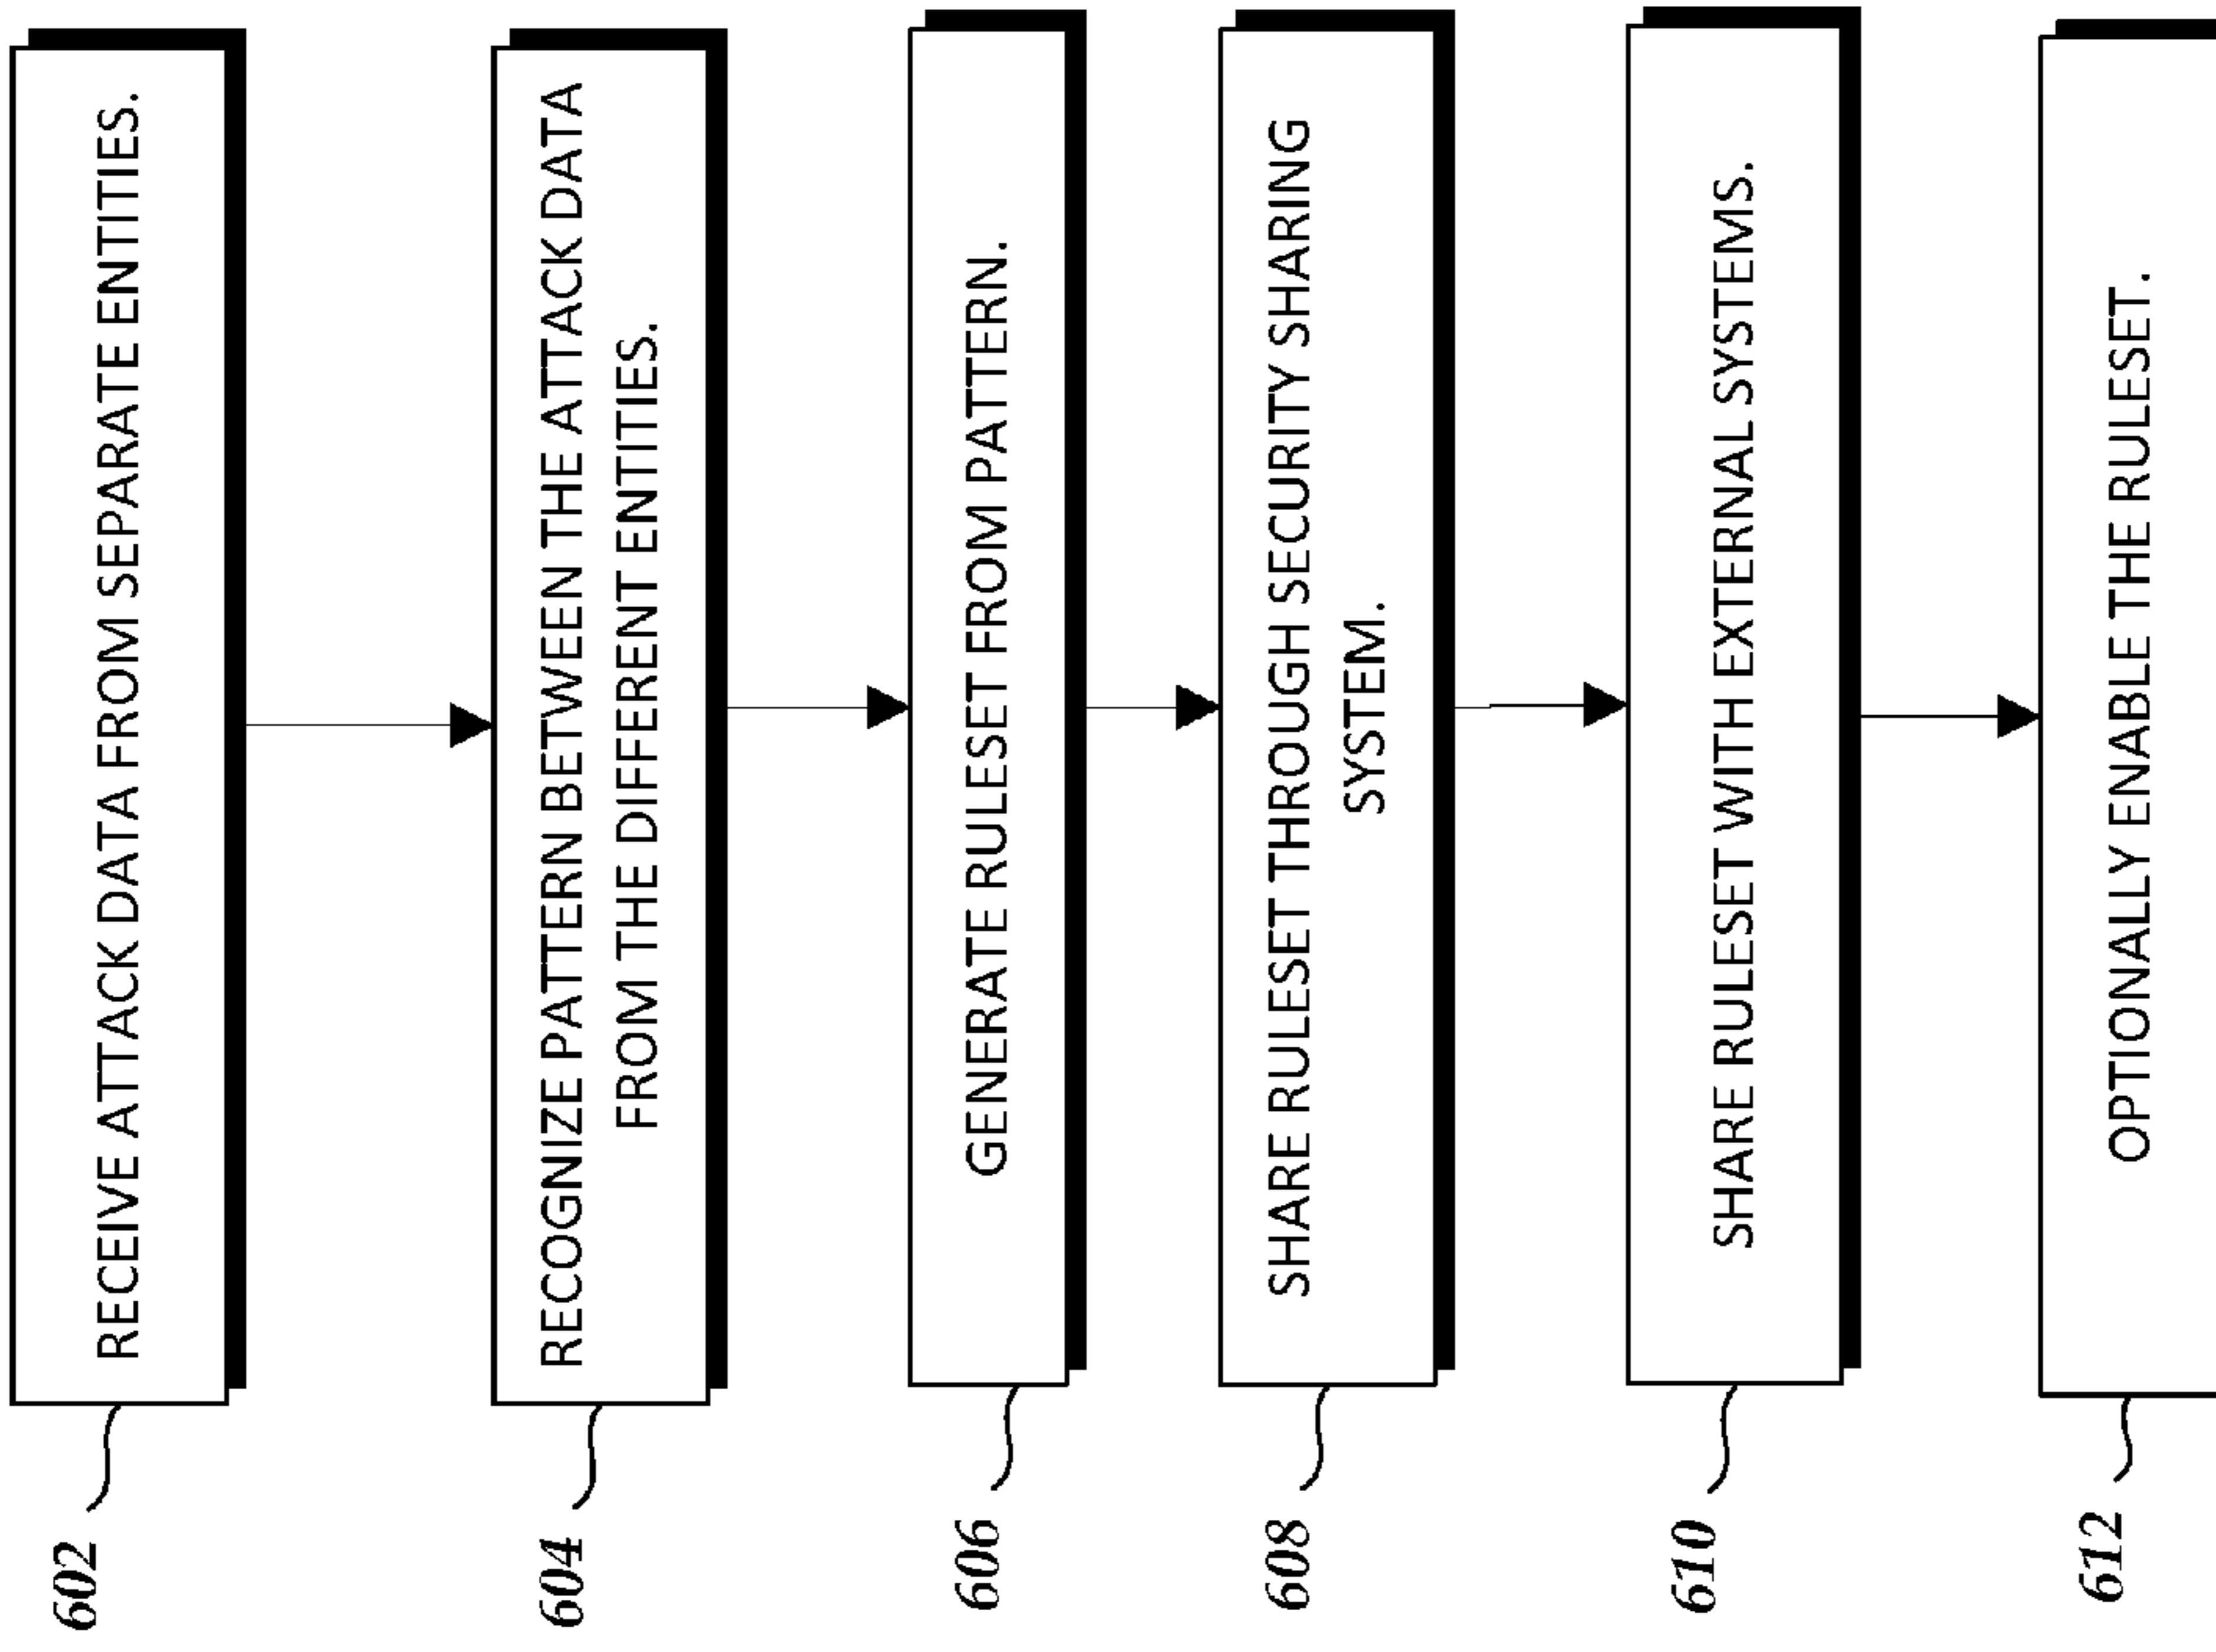 602
RECEIVE ATTACK DATA FROM SEPARATE ENTITIES.
604
RECOGNIZE PATTERN BETWEEN THE ATTACK DATA
FROM THE DIFFERENT ENTITIES.
606
GENERATE RULESET FROM PATTERN.
608
SHARE RULESET THROUGH SECURITY SHARING
SYSTEM.
610
SHARE RULESET WITH EXTERNAL SYSTEMS.
612
OPTIONALLY ENABLE THE RULESET.